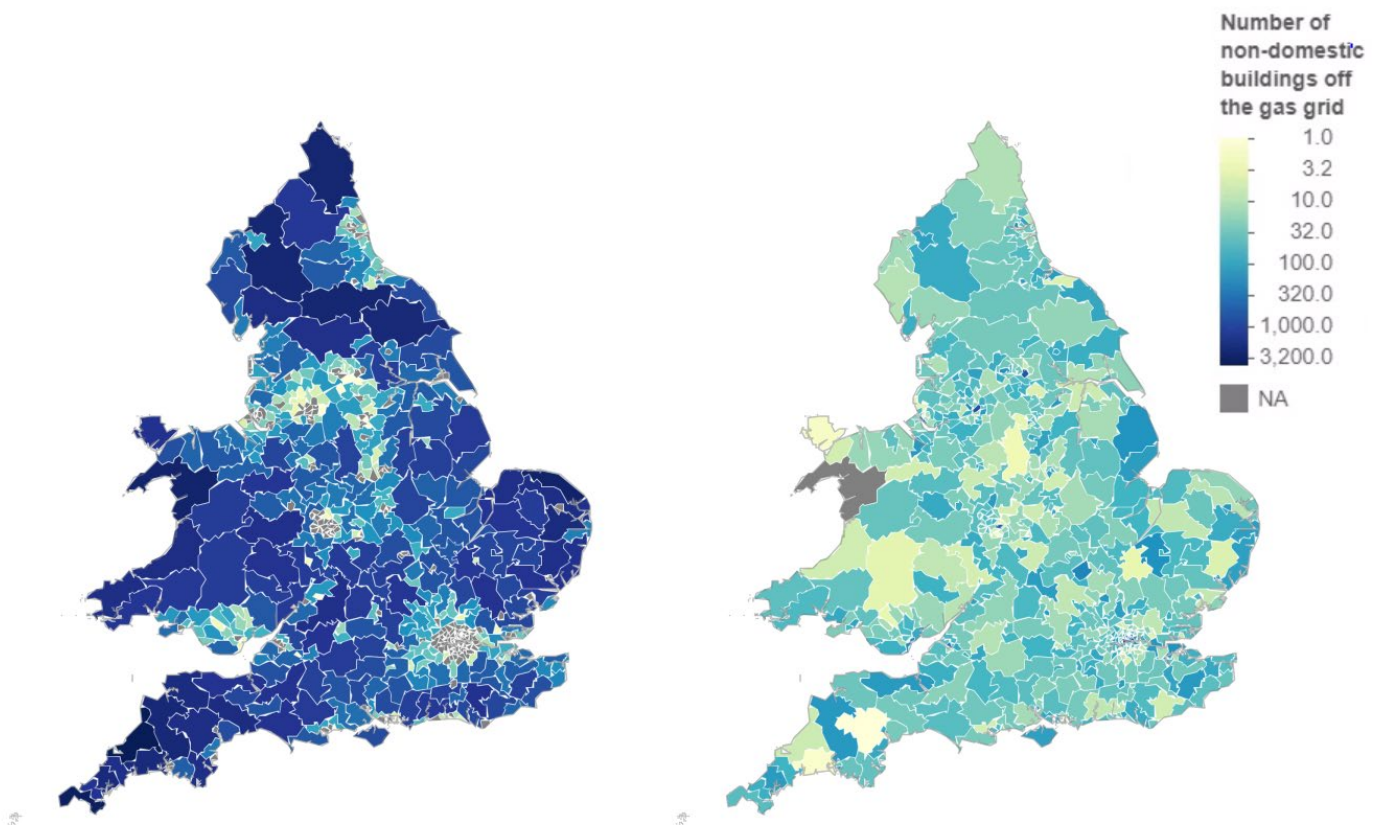 Number of
non-domestic
buildings off
the gas grid
1.0
3.2
10.0
32.0
100.0
320.0
1,000.0
3,200.0
NA